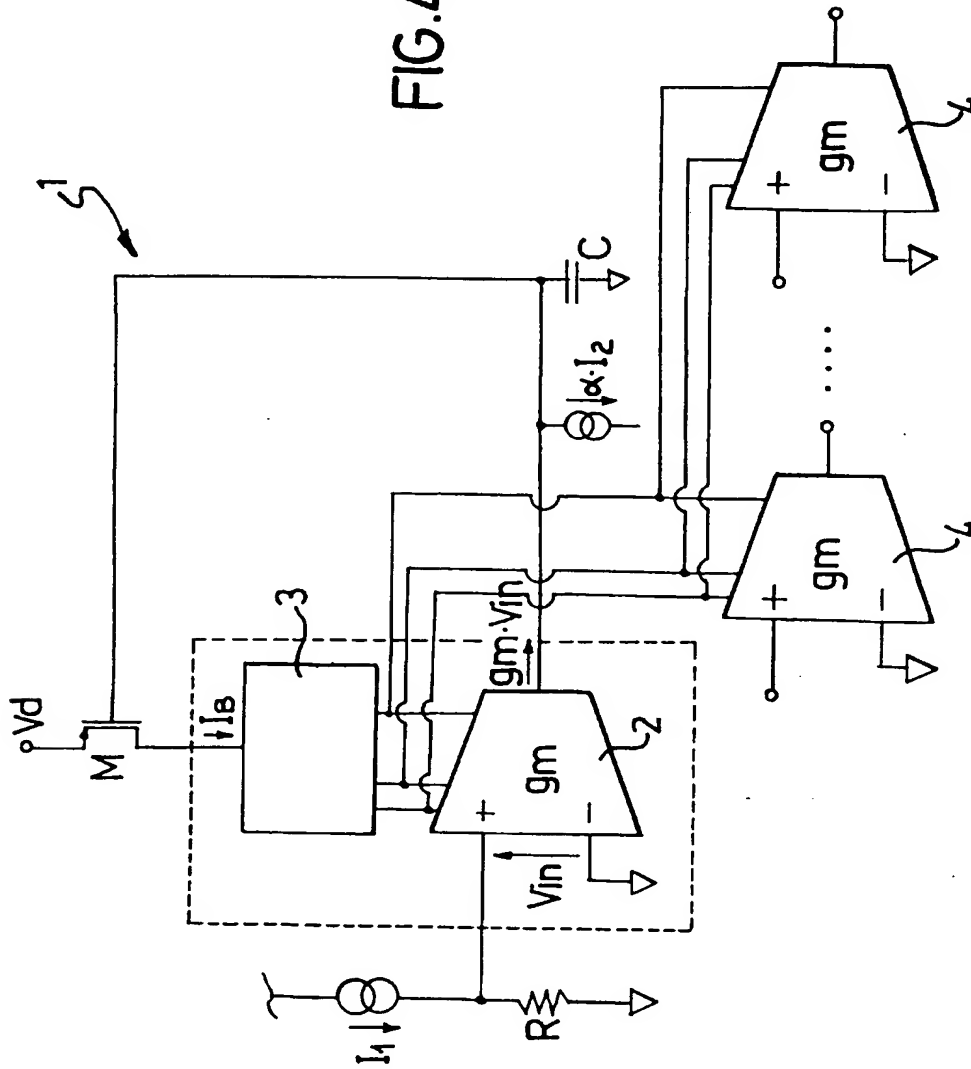 FIG.4
1
Vd
M
IB
3
gm·Vin
α·I2
C
I1
R
Vin
+
−
gm
2
+
−
gm
4
.....
+
−
gm
4